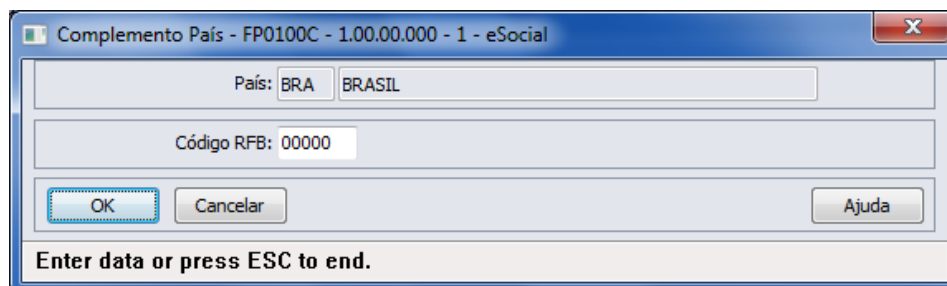 Complemento País - FP0100C - 1.00.00.000 - 1 - eSocial
País: BRA BRASIL
Código RFB: 00000
OK Cancelar Ajuda
Enter data or press ESC to end.